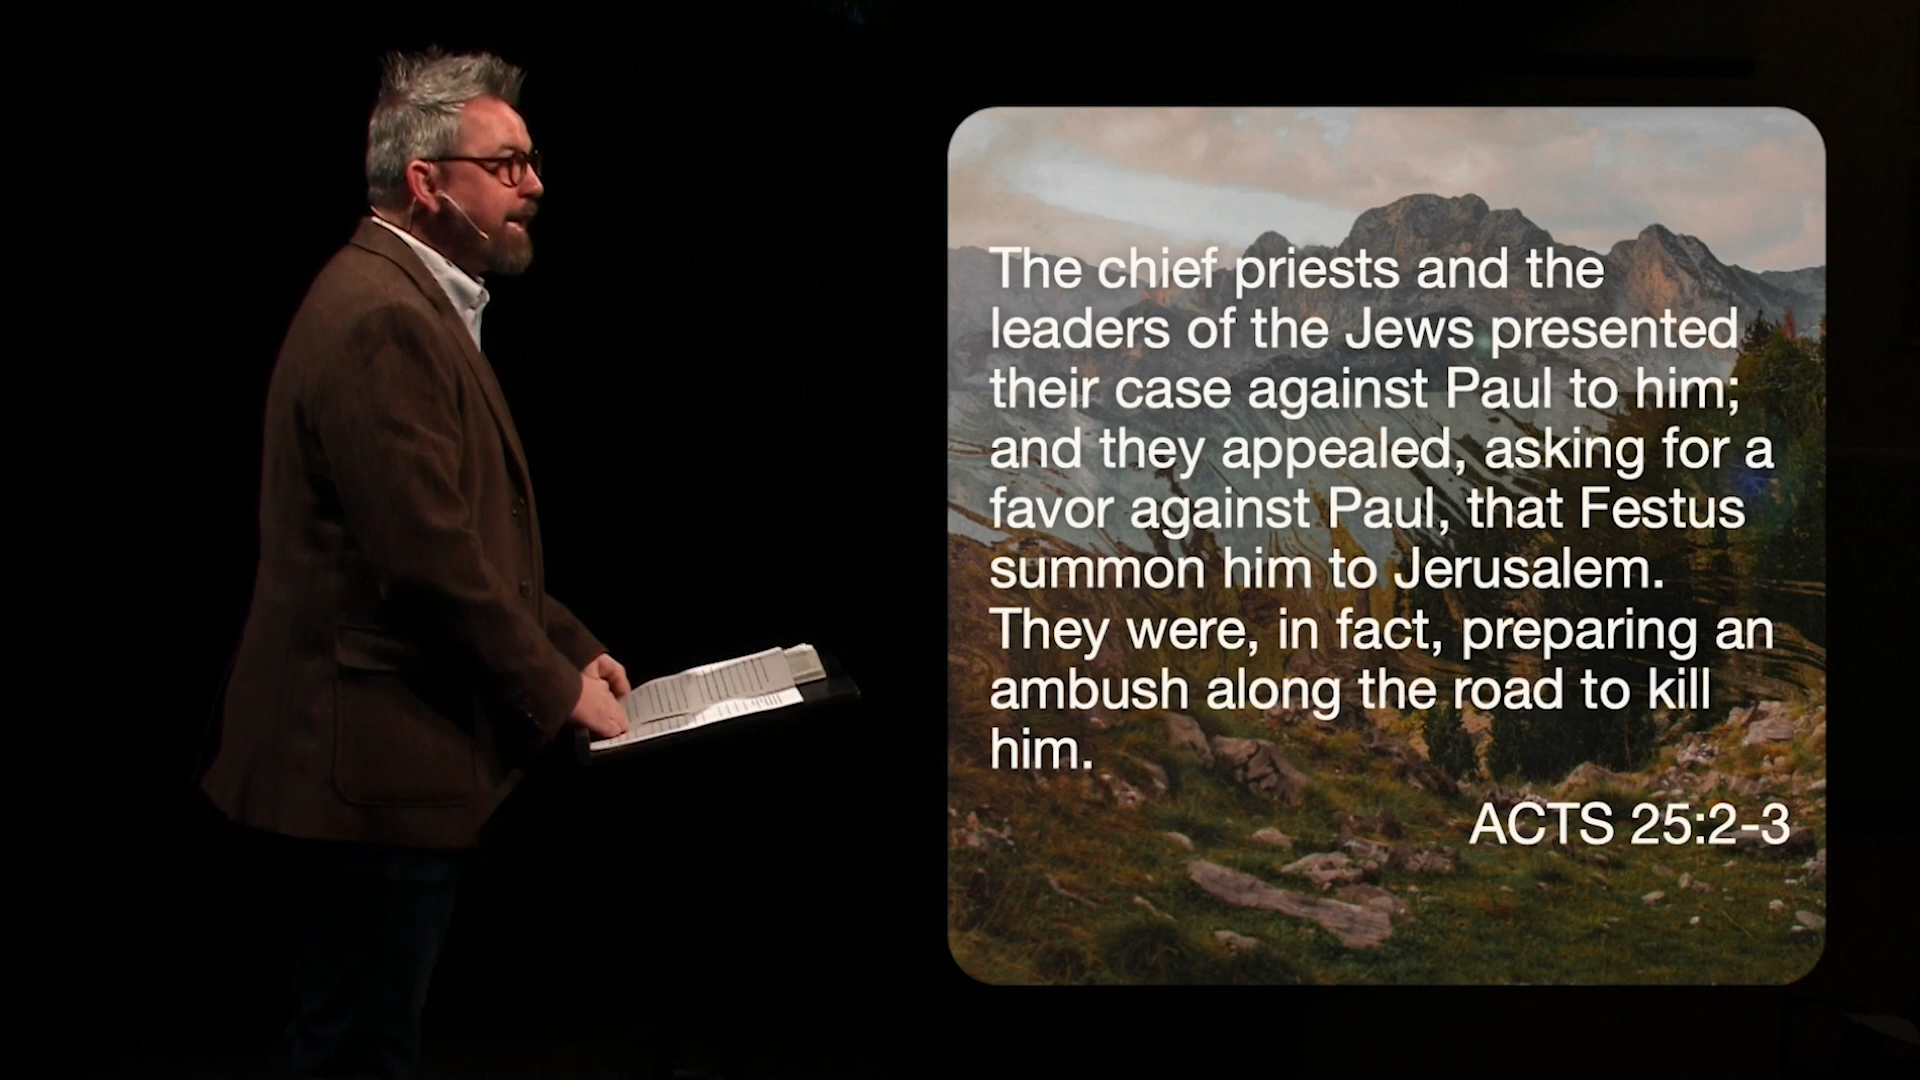 The chief priests and the
leaders of the Jews presented
their case against Paul to him;
and they appealed, asking for a
favor against Paul, that Festus
summon him to Jerusalem.
They were, in fact, preparing an
ambush along the road to kill
him.
ACTS 25:2-3